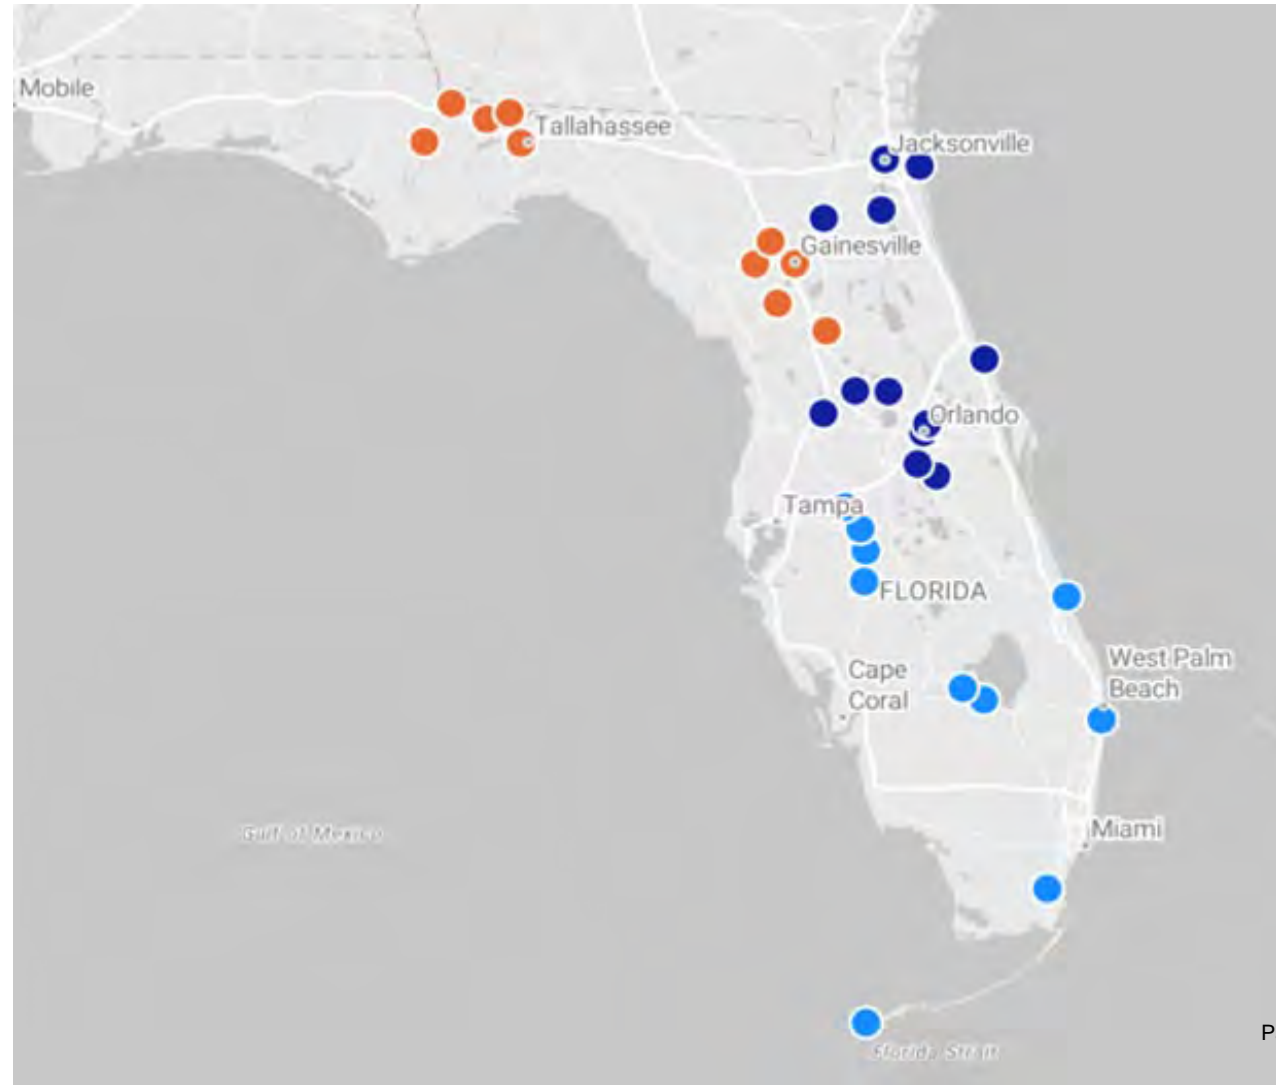 Mobile
Tallahassee
Jacksonville
Gainesville
Orlando
Tampa
FLORIDA
West Palm
Beach
Cape
Coral
Gulf of Mexico
Miami
P
Florida Strait